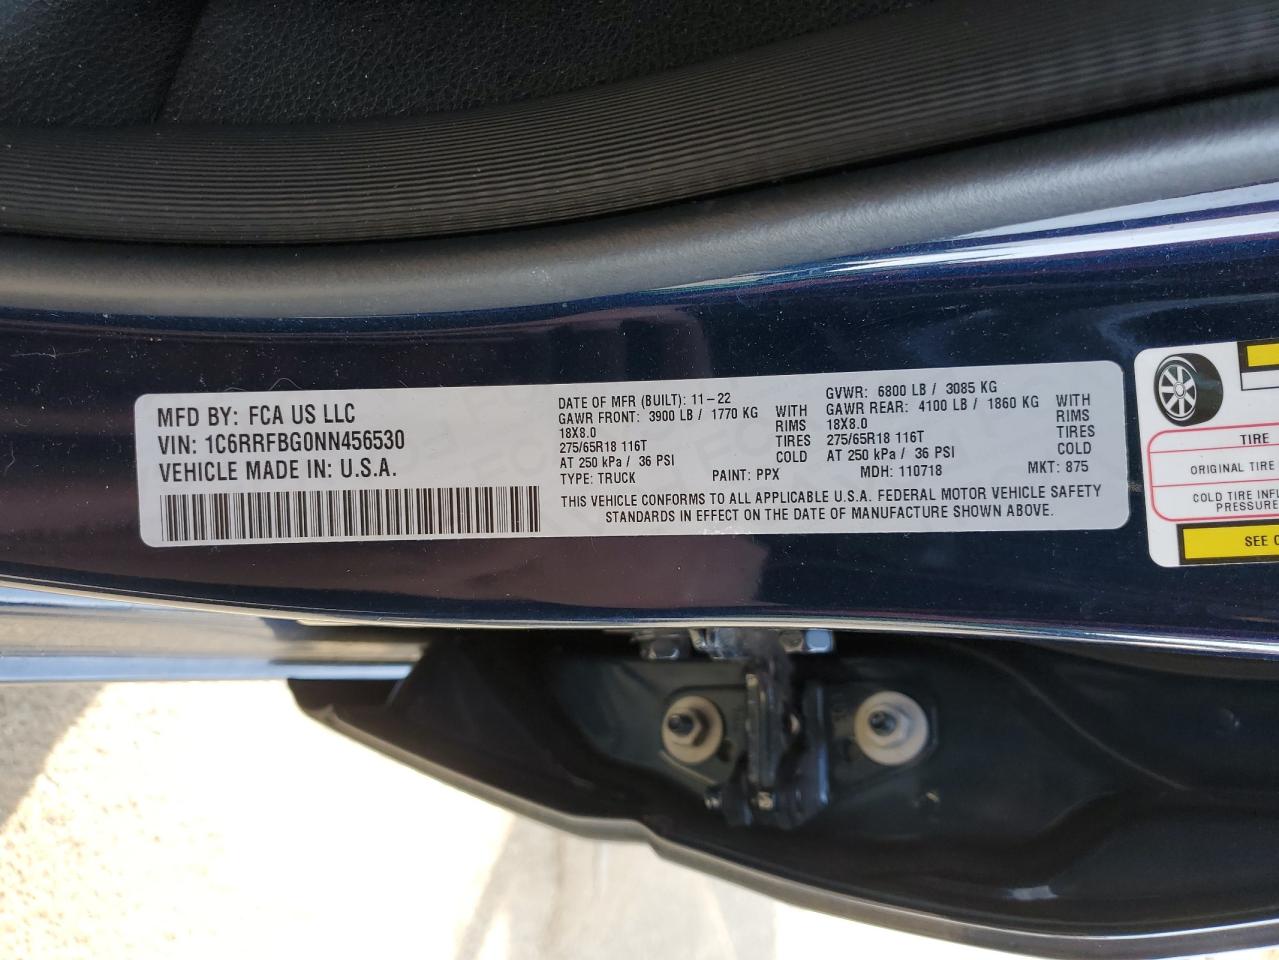 MFD BY: FCA US LLC
VIN: 1C6RRFBG0NN456530
VEHICLE MADE IN: U.S.A.
DATE OF MFR (BUILT): 11-22
GAWR FRONT: 3900 LB / 1770 KG WITH
18X8.0 RIMS
275/65R18 116T TIRES
AT 250 kPa / 36 PSI COLD
TYPE: TRUCK PAINT: PPX
GVWR: 6800 LB / 3085 KG
GAWR REAR: 4100 LB / 1860 KG WITH
18X8.0 RIMS
275/65R18 116T TIRES
AT 250 kPa / 36 PSI COLD
MDH: 110718 MKT: 875
THIS VEHICLE CONFORMS TO ALL APPLICABLE U.S.A. FEDERAL MOTOR VEHICLE SAFETY
STANDARDS IN EFFECT ON THE DATE OF MANUFACTURE SHOWN ABOVE.
TIRE
ORIGINAL TIRE
COLD TIRE
PRESSURE
SEE